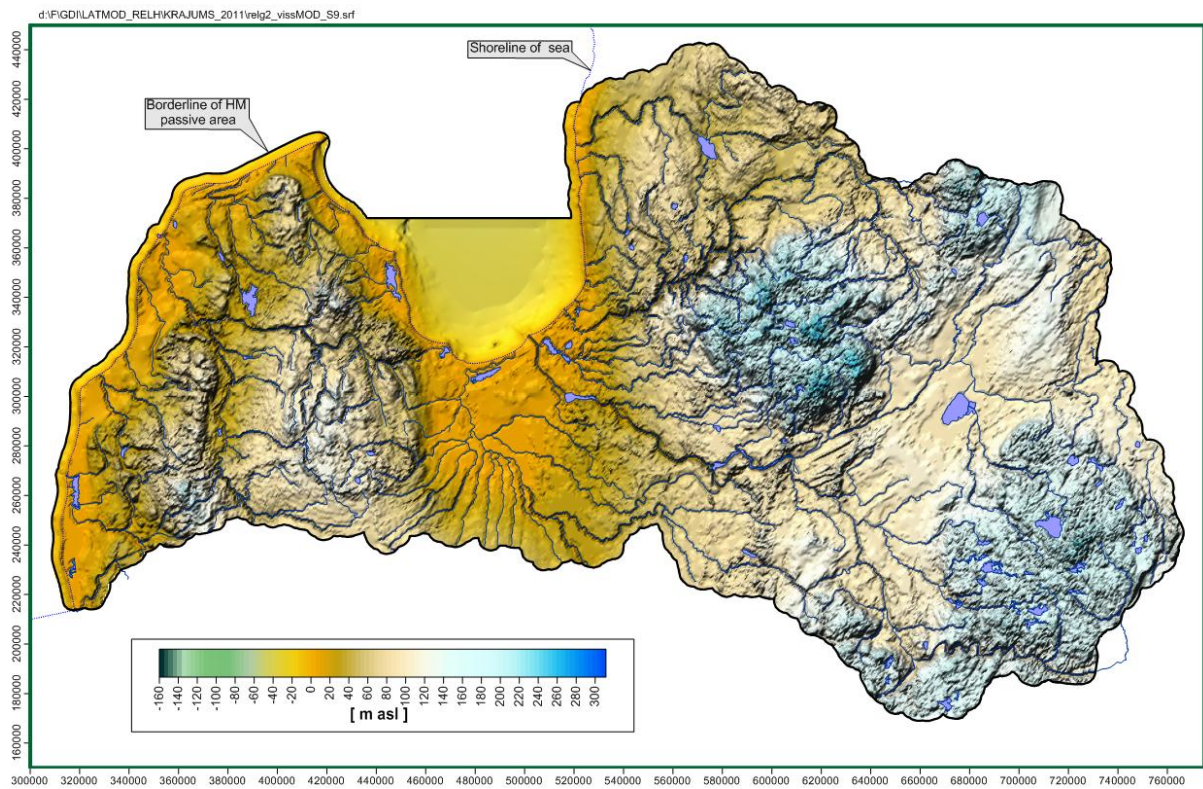 d:\F\GDI\LATMOD_RELH\KRAJUMS_2011\relg2_vissMOD_S9.srf
Shoreline of sea
Borderline of HM
passive area
440000
420000
400000
380000
360000
340000
320000
300000
280000
260000
240000
220000
200000
180000
160000
-160 -140 -120 -100 -80 -60 -40 -20 0 20 40 60 80 100 120 140 160 180 200 220 240 260 280 300
[ m asl ]
300000 320000 340000 360000 380000 400000 420000 440000 460000 480000 500000 520000 540000 560000 580000 600000 620000 640000 660000 680000 700000 720000 740000 760000